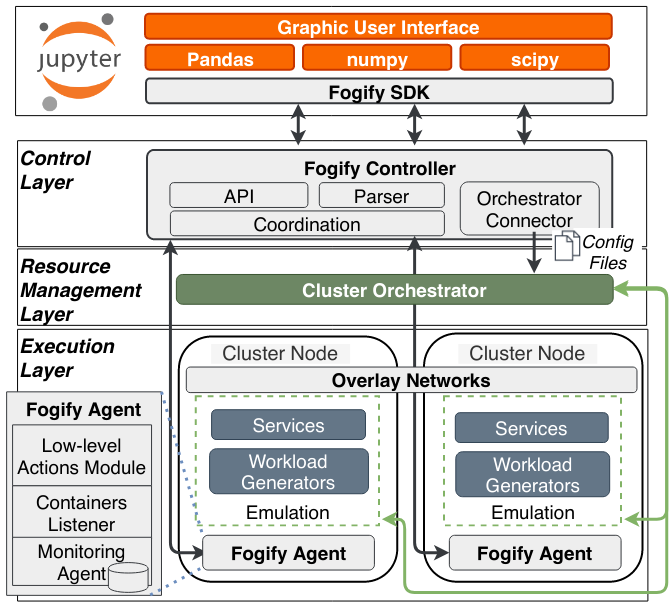 Graphic User Interface
jupyter
Pandas
numpy
scipy
Fogify SDK
Control
Layer
Fogify Controller
API
Parser
Coordination
Orchestrator
Connector
Config
Files
Resource
Management
Layer
Cluster Orchestrator
Execution
Layer
Cluster Node
Cluster Node
Overlay Networks
Services
Workload
Generators
Emulation
Fogify Agent
Services
Workload
Generators
Emulation
Fogify Agent
Fogify Agent
Low-level
Actions Module
Containers
Listener
Monitoring
Agent